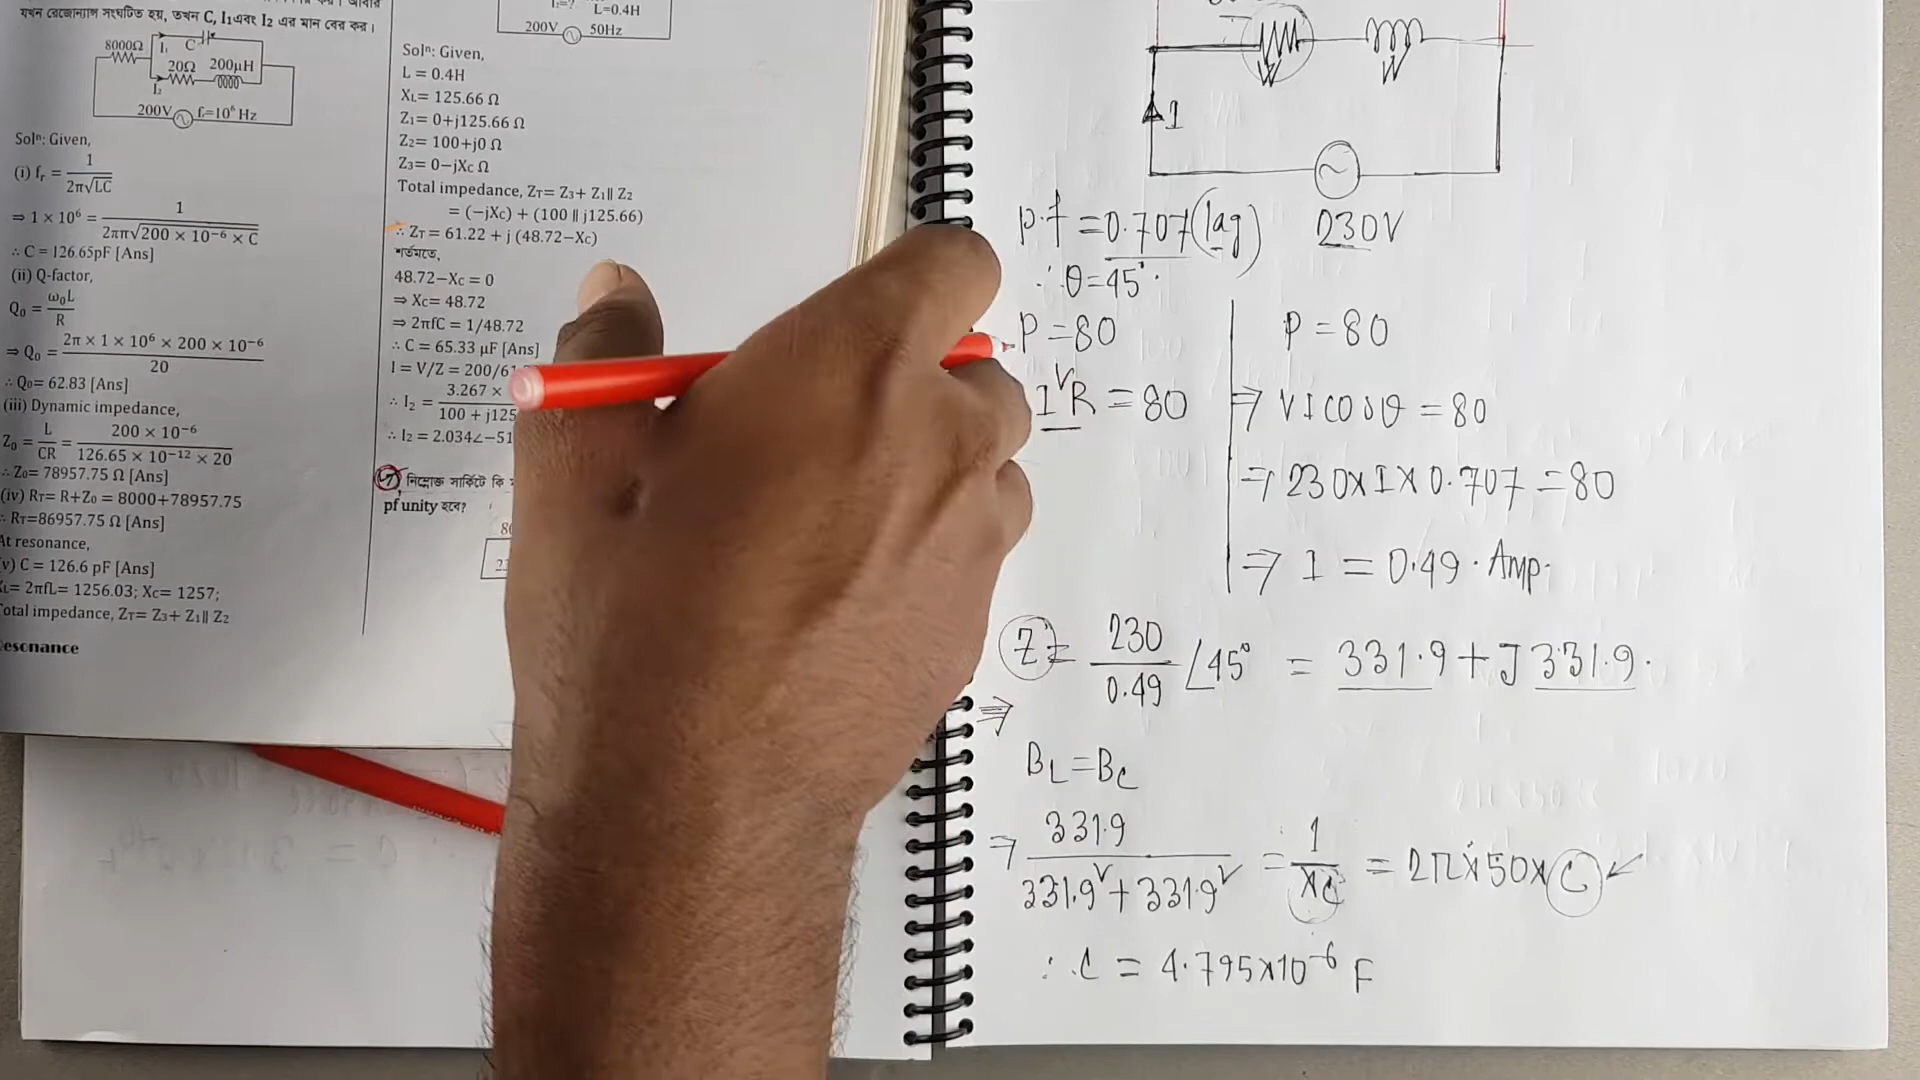 যখন রেজোন্যান্স সংঘটিত হয়, তখন C, I₁এবং I₂ এর মান বের কর।
8000Ω I₁ C
20Ω 200μH
I₂
200V f=10⁶ Hz
Solⁿ: Given,
(i) fᵣ = 1 / 2π√LC
⇒ 1 × 10⁶ = 1 / 2ππ√200 × 10⁻⁶ × C
∴ C = 126.65pF [Ans]
(ii) Q-factor,
Q₀ = ω₀L / R
⇒ Q₀ = 2π × 1 × 10⁶ × 200 × 10⁻⁶ / 20
∴ Q₀= 62.83 [Ans]
(iii) Dynamic impedance,
Z₀ = L / CR = 200 × 10⁻⁶ / 126.65 × 10⁻¹² × 20
∴ Z₀= 78957.75 Ω [Ans]
(iv) RT= R+Z₀ = 8000+78957.75
∴ RT=86957.75 Ω [Ans]
At resonance,
v) C = 126.6 pF [Ans]
XL= 2πfL= 1256.03; Xc= 1257;
otal impedance, ZT= Z₃+ Z₁|| Z₂
esonance
I₂=? L=0.4H
200V 50Hz
Solⁿ: Given,
L = 0.4H
XL= 125.66 Ω
Z₁= 0+j125.66 Ω
Z₂= 100+j0 Ω
Z₃= 0−jXc Ω
Total impedance, ZT= Z₃+ Z₁|| Z₂
= (−jXc) + (100 || j125.66)
∴ ZT= 61.22 + j (48.72−Xc)
শর্তমতে,
48.72−Xc = 0
⇒ Xc= 48.72
⇒ 2πfC = 1/48.72
∴ C = 65.33 μF [Ans]
I = V/Z = 200/61
∴ I₂ = 3.267 × / 100 + j125
∴ I₂ = 2.034∠−51
নিম্নোক্ত সার্কিটে কি
pf unity হবে?
I
p.f = 0.707 (lag) 230V
∴ θ = 45°.
P = 80
I²R = 80
P = 80
⇒ VI cosθ = 80
⇒ 230×I×0.707 = 80
⇒ I = 0.49 . Amp.
Z = 230 / 0.49 ∠45° = 331.9 + J 331.9.
⇒
BL = BC
⇒ 331.9 / 331.9² + 331.9² = 1 / XC = 2π×50×C
∴ C = 4.795×10⁻⁶ F